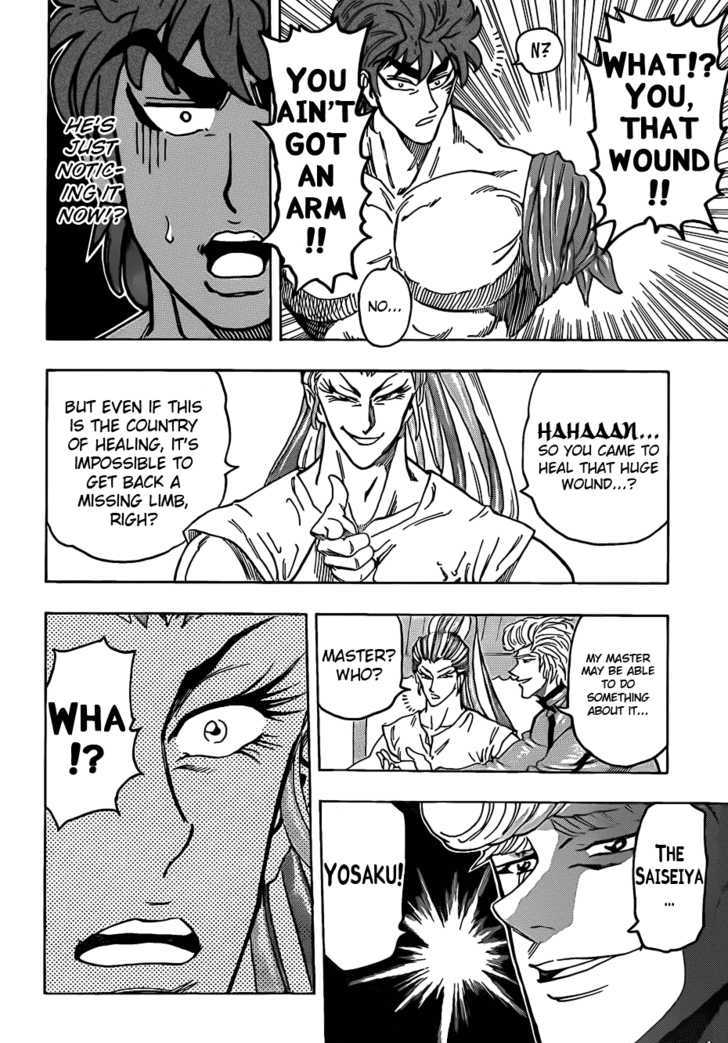 WHAT!?
YOU,
THAT
WOUND
!!
N?
YOU
AIN'T
GOT
AN
ARM
!!
NO...
HE'S
JUST
NOTIC-
ING IT
NOW!?
HAHAAAN...
SO YOU CAME TO
HEAL THAT HUGE
WOUND...?
BUT EVEN IF THIS
IS THE COUNTRY
OF HEALING, IT'S
IMPOSSIBLE TO
GET BACK A
MISSING LIMB,
RIGH?
MY MASTER
MAY BE ABLE
TO DO
SOMETHING
ABOUT IT...
MASTER?
WHO?
THE
SAISEIYA
...
YOSAKU!
WHA
!?